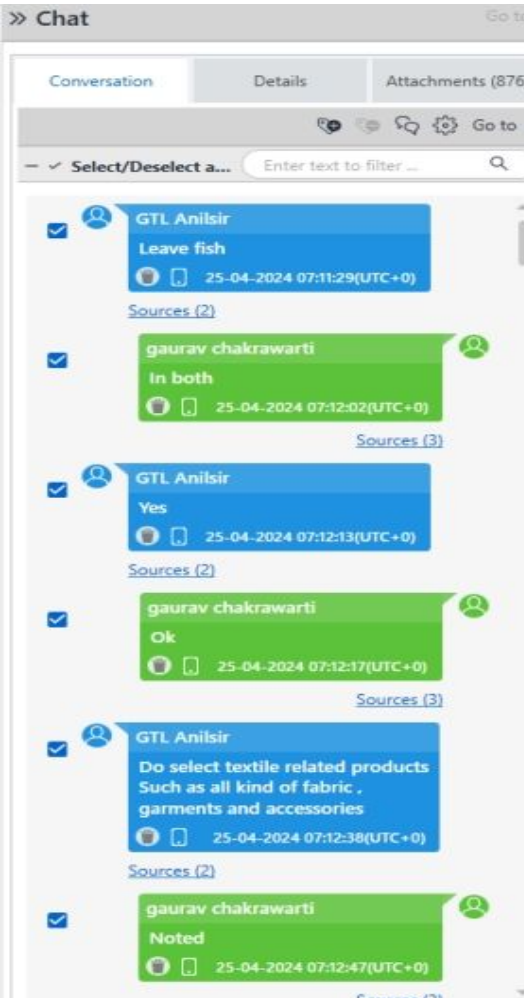 » Chat
Go to
Conversation Details Attachments (876
Go to
Select/Deselect a... Enter text to filter ...
GTL Anilsir
Leave fish
25-04-2024 07:11:29(UTC+0)
Sources (2)
gaurav chakrawarti
In both
25-04-2024 07:12:02(UTC+0)
Sources (3)
GTL Anilsir
Yes
25-04-2024 07:12:13(UTC+0)
Sources (2)
gaurav chakrawarti
Ok
25-04-2024 07:12:17(UTC+0)
Sources (3)
GTL Anilsir
Do select textile related products
Such as all kind of fabric ,
garments and accessories
25-04-2024 07:12:38(UTC+0)
Sources (2)
gaurav chakrawarti
Noted
25-04-2024 07:12:47(UTC+0)